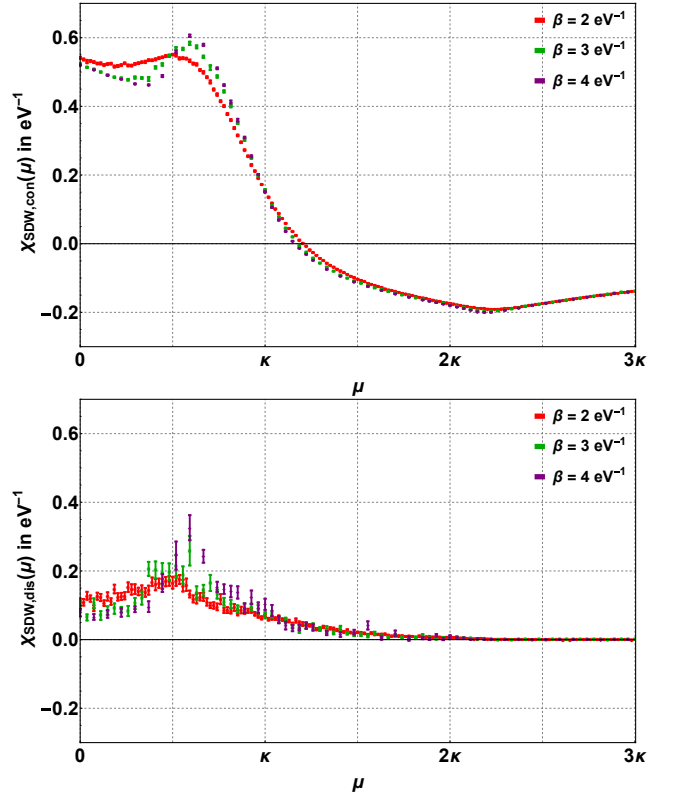 0.6
0.4
0.2
0.0
−0.2
χSDW,con(μ) in eV⁻¹
β = 2 eV⁻¹
β = 3 eV⁻¹
β = 4 eV⁻¹
0 κ 2κ 3κ
μ
0.6
0.4
0.2
0.0
−0.2
χSDW,dis(μ) in eV⁻¹
β = 2 eV⁻¹
β = 3 eV⁻¹
β = 4 eV⁻¹
0 κ 2κ 3κ
μ